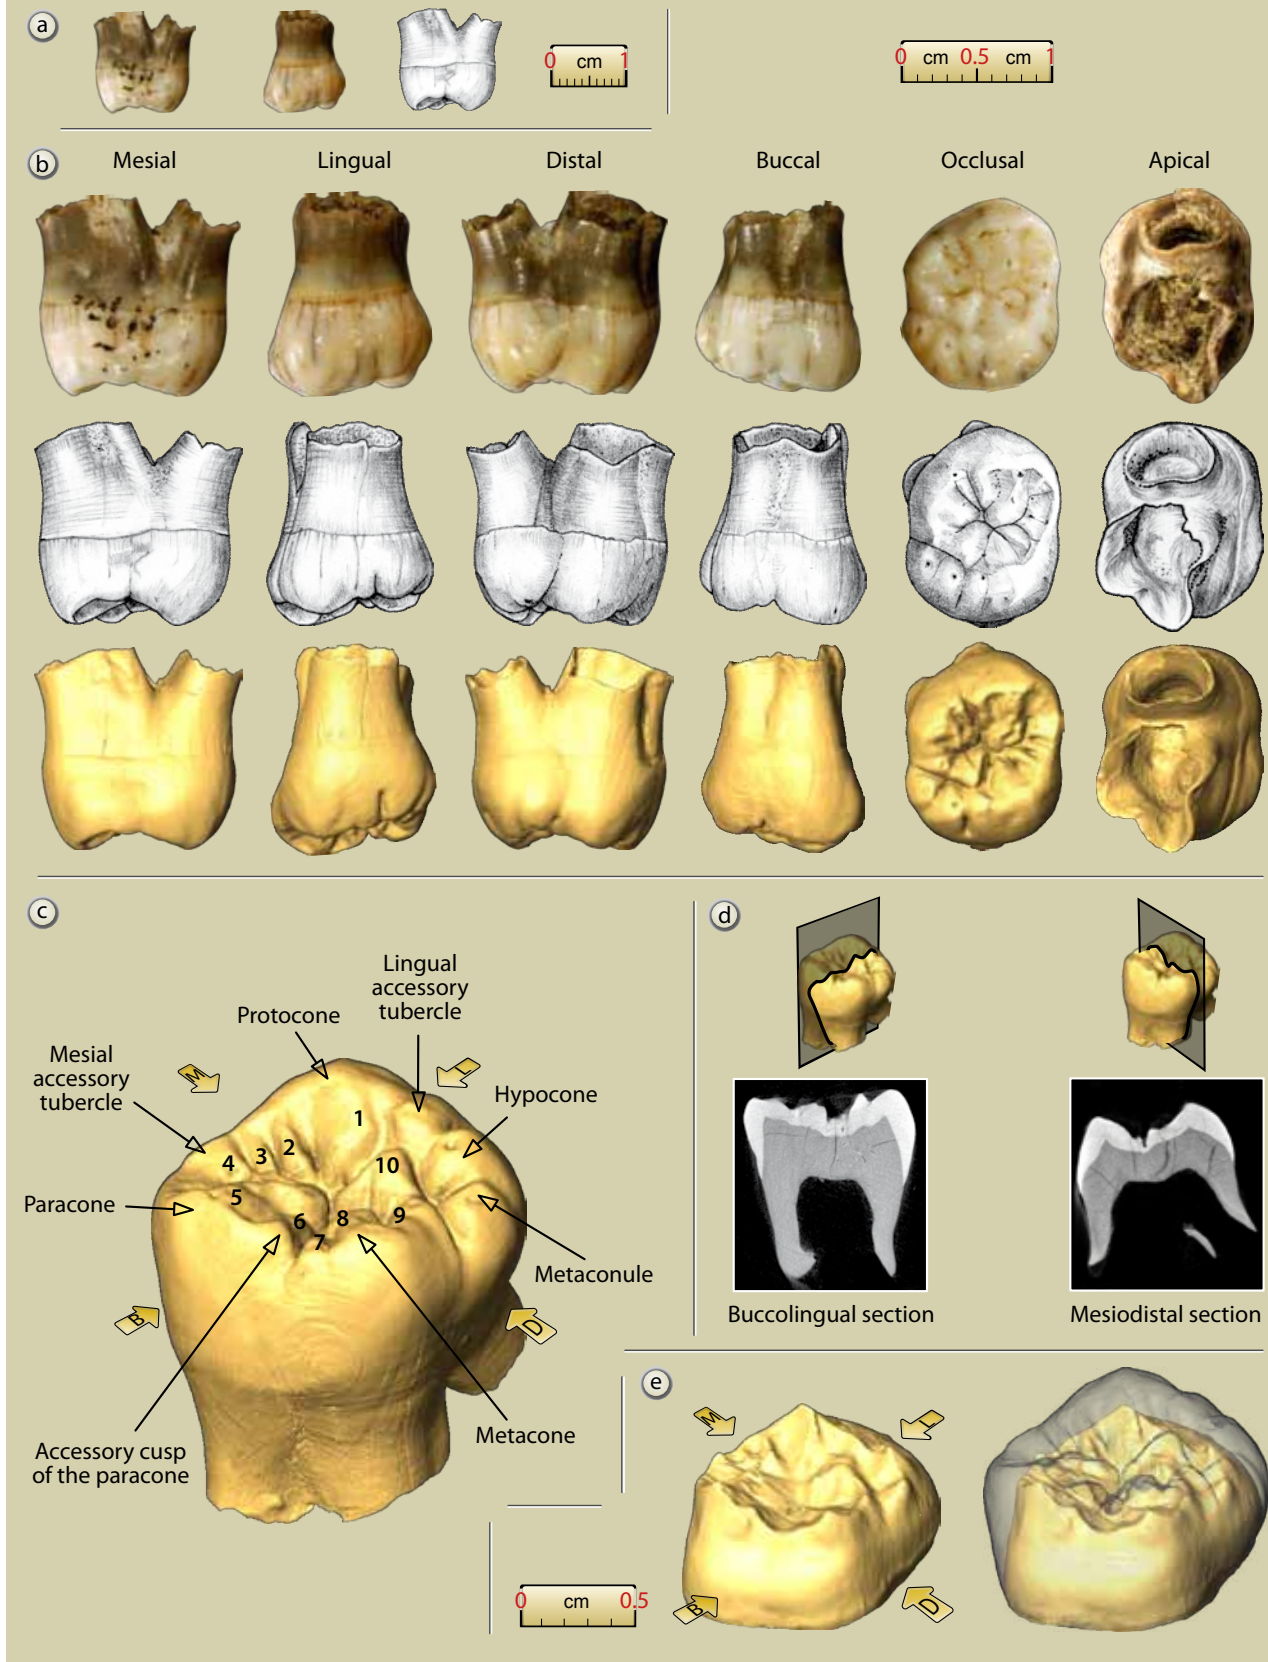 a
0 cm 1
0 cm 0.5 cm 1
b
Mesial Lingual Distal Buccal Occlusal Apical
c
Lingual
accessory
tubercle
Protocone
Mesial
accessory
tubercle
M
L
Hypocone
1
2
3
4
10
5
Paracone
6
7
8
9
Metaconule
B
D
Accessory cusp
of the paracone
Metacone
d
Buccolingual section
Mesiodistal section
e
M
L
B
D
0 cm 0.5